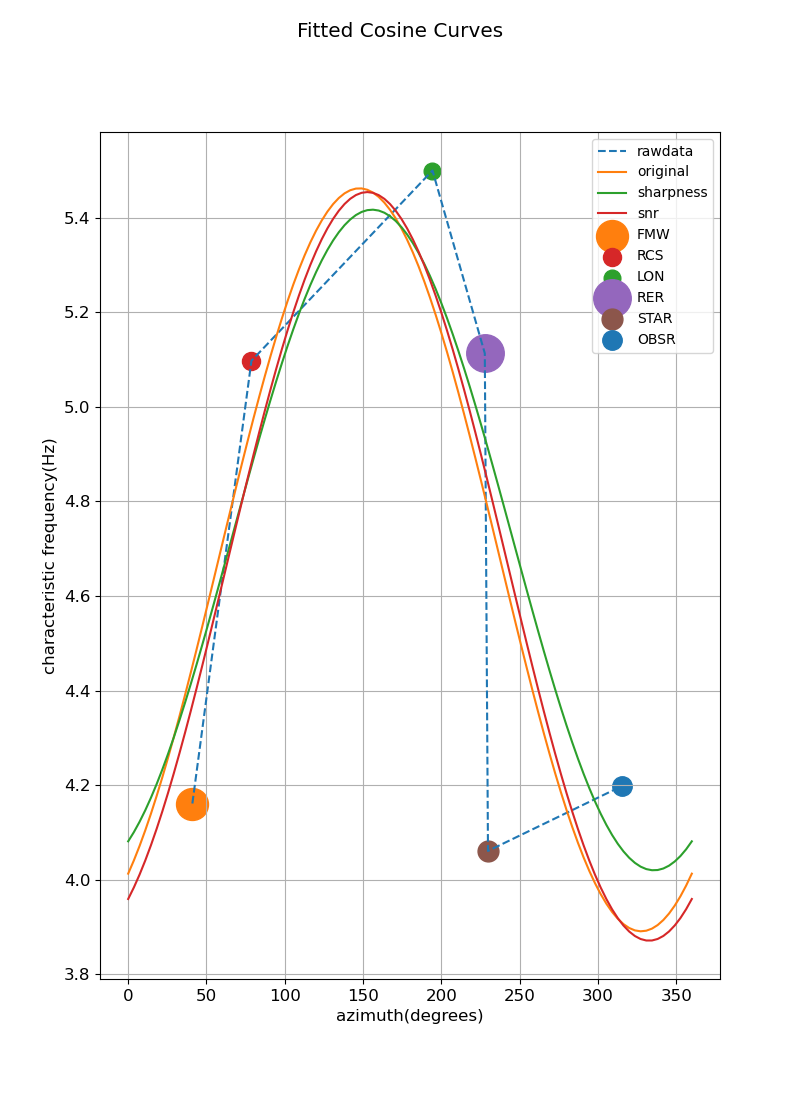 Fitted Cosine Curves
rawdata
original
sharpness
snr
FMW
RCS
LON
RER
STAR
OBSR
characteristic frequency(Hz)
5.4
5.2
5.0
4.8
4.6
4.4
4.2
4.0
3.8
0 50 100 150 200 250 300 350
azimuth(degrees)